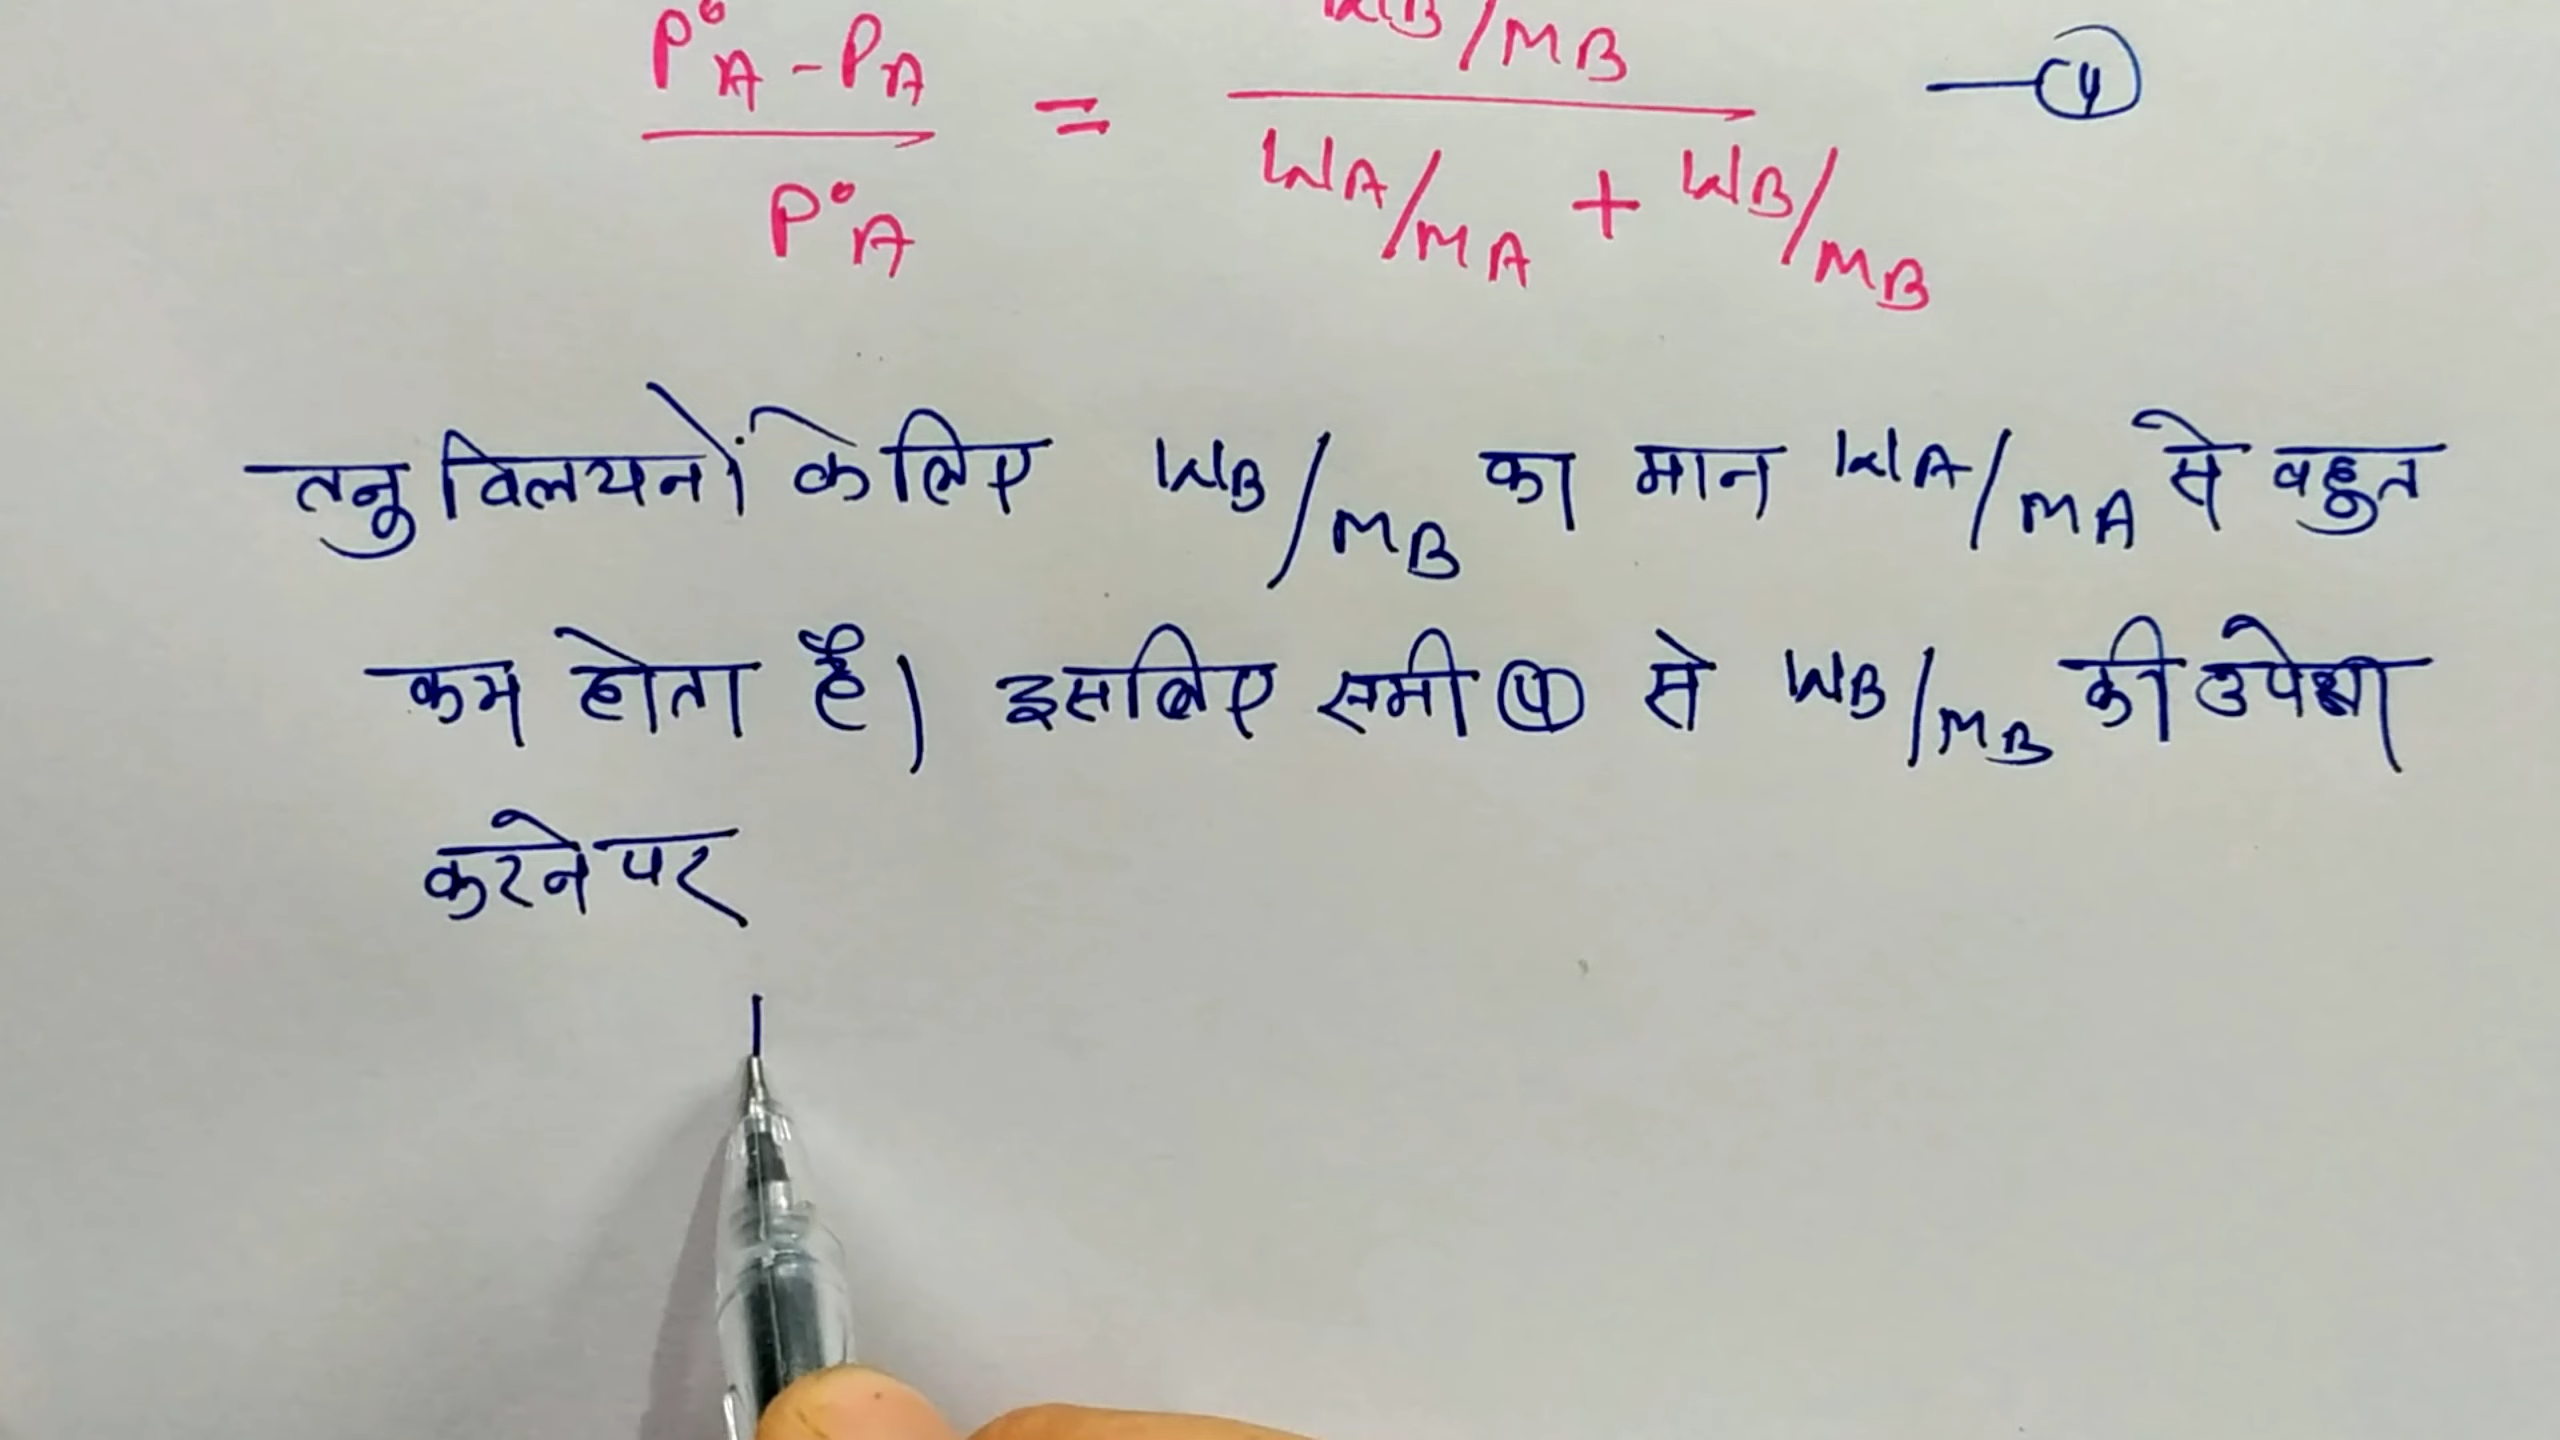 P°A - PA / P°A = WB/MB / WA/MA + WB/MB —(4)
तनु विलयनों के लिए WB/MB का मान WA/MA से बहुत
कम होता है। इसलिए समी (4) से WB/MB की उपेक्षा
करने पर